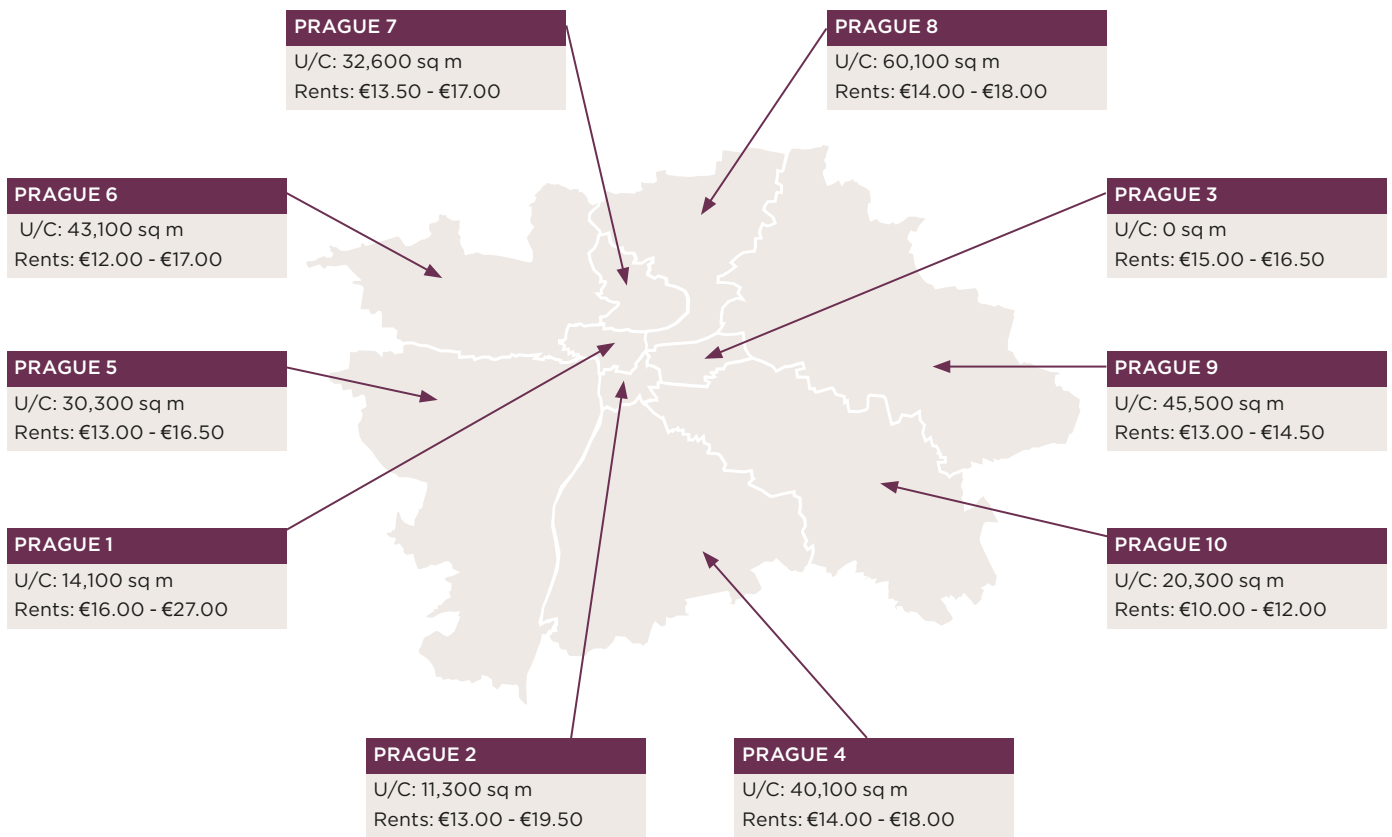 PRAGUE 7
U/C: 32,600 sq m
Rents: €13.50 - €17.00
PRAGUE 8
U/C: 60,100 sq m
Rents: €14.00 - €18.00
PRAGUE 6
U/C: 43,100 sq m
Rents: €12.00 - €17.00
PRAGUE 3
U/C: 0 sq m
Rents: €15.00 - €16.50
PRAGUE 5
U/C: 30,300 sq m
Rents: €13.00 - €16.50
PRAGUE 9
U/C: 45,500 sq m
Rents: €13.00 - €14.50
PRAGUE 1
U/C: 14,100 sq m
Rents: €16.00 - €27.00
PRAGUE 10
U/C: 20,300 sq m
Rents: €10.00 - €12.00
PRAGUE 2
U/C: 11,300 sq m
Rents: €13.00 - €19.50
PRAGUE 4
U/C: 40,100 sq m
Rents: €14.00 - €18.00